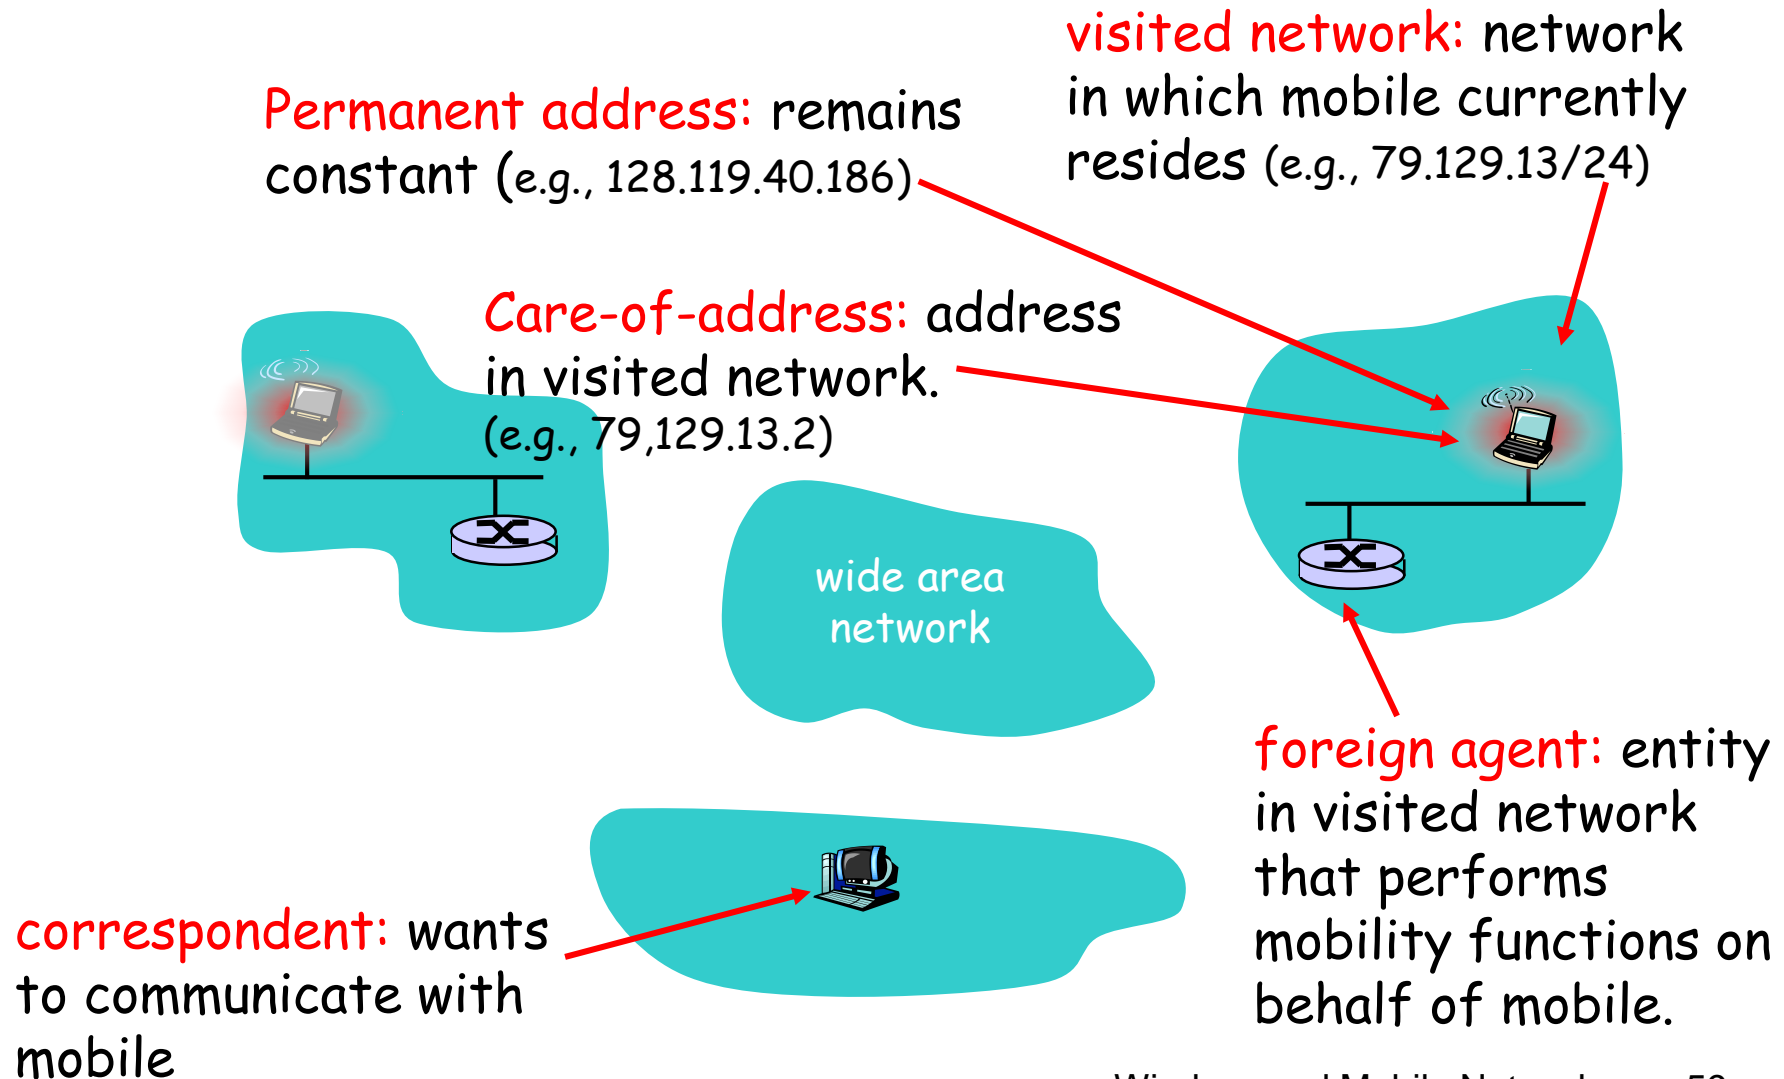 visited network: network
in which mobile currently
resides (e.g., 79.129.13/24)
Permanent address: remains
constant (e.g., 128.119.40.186)
Care-of-address: address
in visited network.
(e.g., 79,129.13.2)
wide area
network
foreign agent: entity
in visited network
that performs
mobility functions on
behalf of mobile.
correspondent: wants
to communicate with
mobile